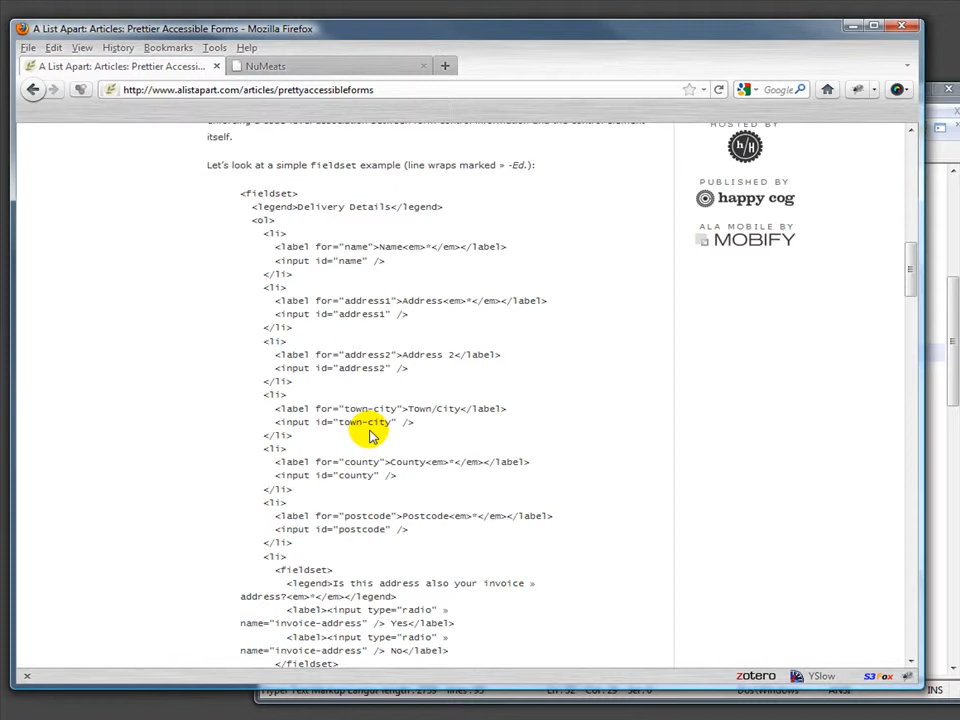 A List Apart: Articles: Prettier Accessible Forms - Mozilla Firefox
File Edit View History Bookmarks Tools Help
A List Apart: Articles: Prettier Accessi...
NuMeats
http://www.alistapart.com/articles/prettyaccessibleforms
Google
itself.
Let's look at a simple fieldset example (line wraps marked » -Ed.):
<fieldset>
<legend>Delivery Details</legend>
<ol>
<li>
<label for="name">Name<em>*</em></label>
<input id="name" />
</li>
<li>
<label for="address1">Address<em>*</em></label>
<input id="address1" />
</li>
<li>
<label for="address2">Address 2</label>
<input id="address2" />
</li>
<li>
<label for="town-city">Town/City</label>
<input id="town-city" />
</li>
<li>
<label for="county">County<em>*</em></label>
<input id="county" />
</li>
<li>
<label for="postcode">Postcode<em>*</em></label>
<input id="postcode" />
</li>
<li>
<fieldset>
<legend>Is this address also your invoice »
address?<em>*</em></legend>
<label><input type="radio" »
name="invoice-address" /> Yes</label>
<label><input type="radio" »
name="invoice-address" /> No</label>
</fieldset>
HOSTED BY
h/H
PUBLISHED BY
happy cog
ALA MOBILE BY
MOBIFY
zotero YSlow S3Fox
INS